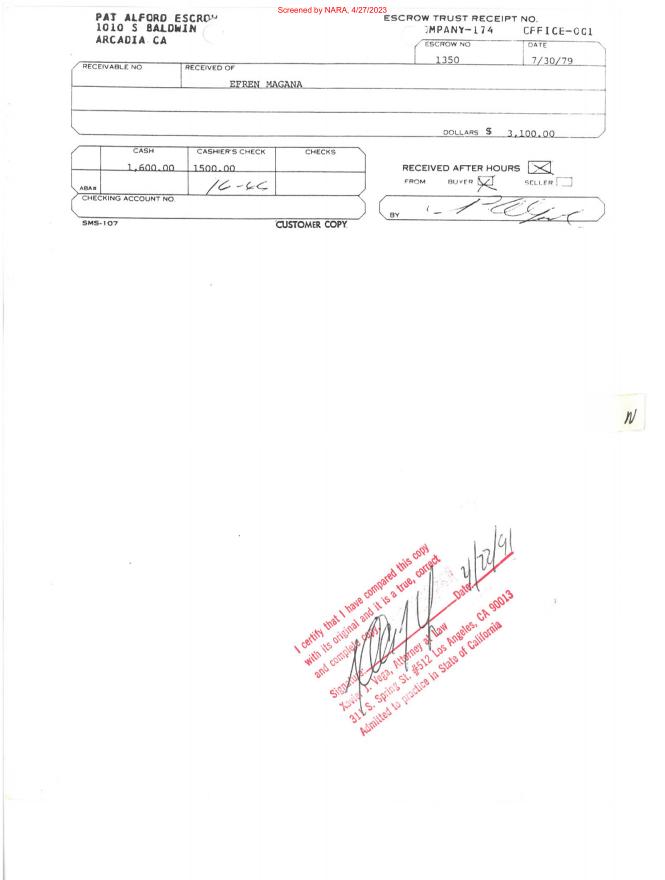 Screened by NARA, 4/27/2023
PAT ALFORD ESCROW
1010 S BALDWIN
ARCADIA CA
ESCROW TRUST RECEIPT NO.
MPANY-174 OFFICE-001
ESCROW NO DATE
1350 7/30/79
RECEIVABLE NO RECEIVED OF
EFREN MAGANA
DOLLARS $ 3,100.00
CASH CASHIER'S CHECK CHECKS
1,600.00 1500.00
ABA# 16-66
CHECKING ACCOUNT NO.
RECEIVED AFTER HOURS
FROM BUYER SELLER
BY
SMS-107 CUSTOMER COPY
N
I certify that I have compared this copy
with its original and it is a true, correct
and complete copy.
Signature Date 4/22/91
Xavier J. Vega, Attorney at Law
311 S. Spring St. #512 Los Angeles, CA 90013
Admitted to practice in State of California